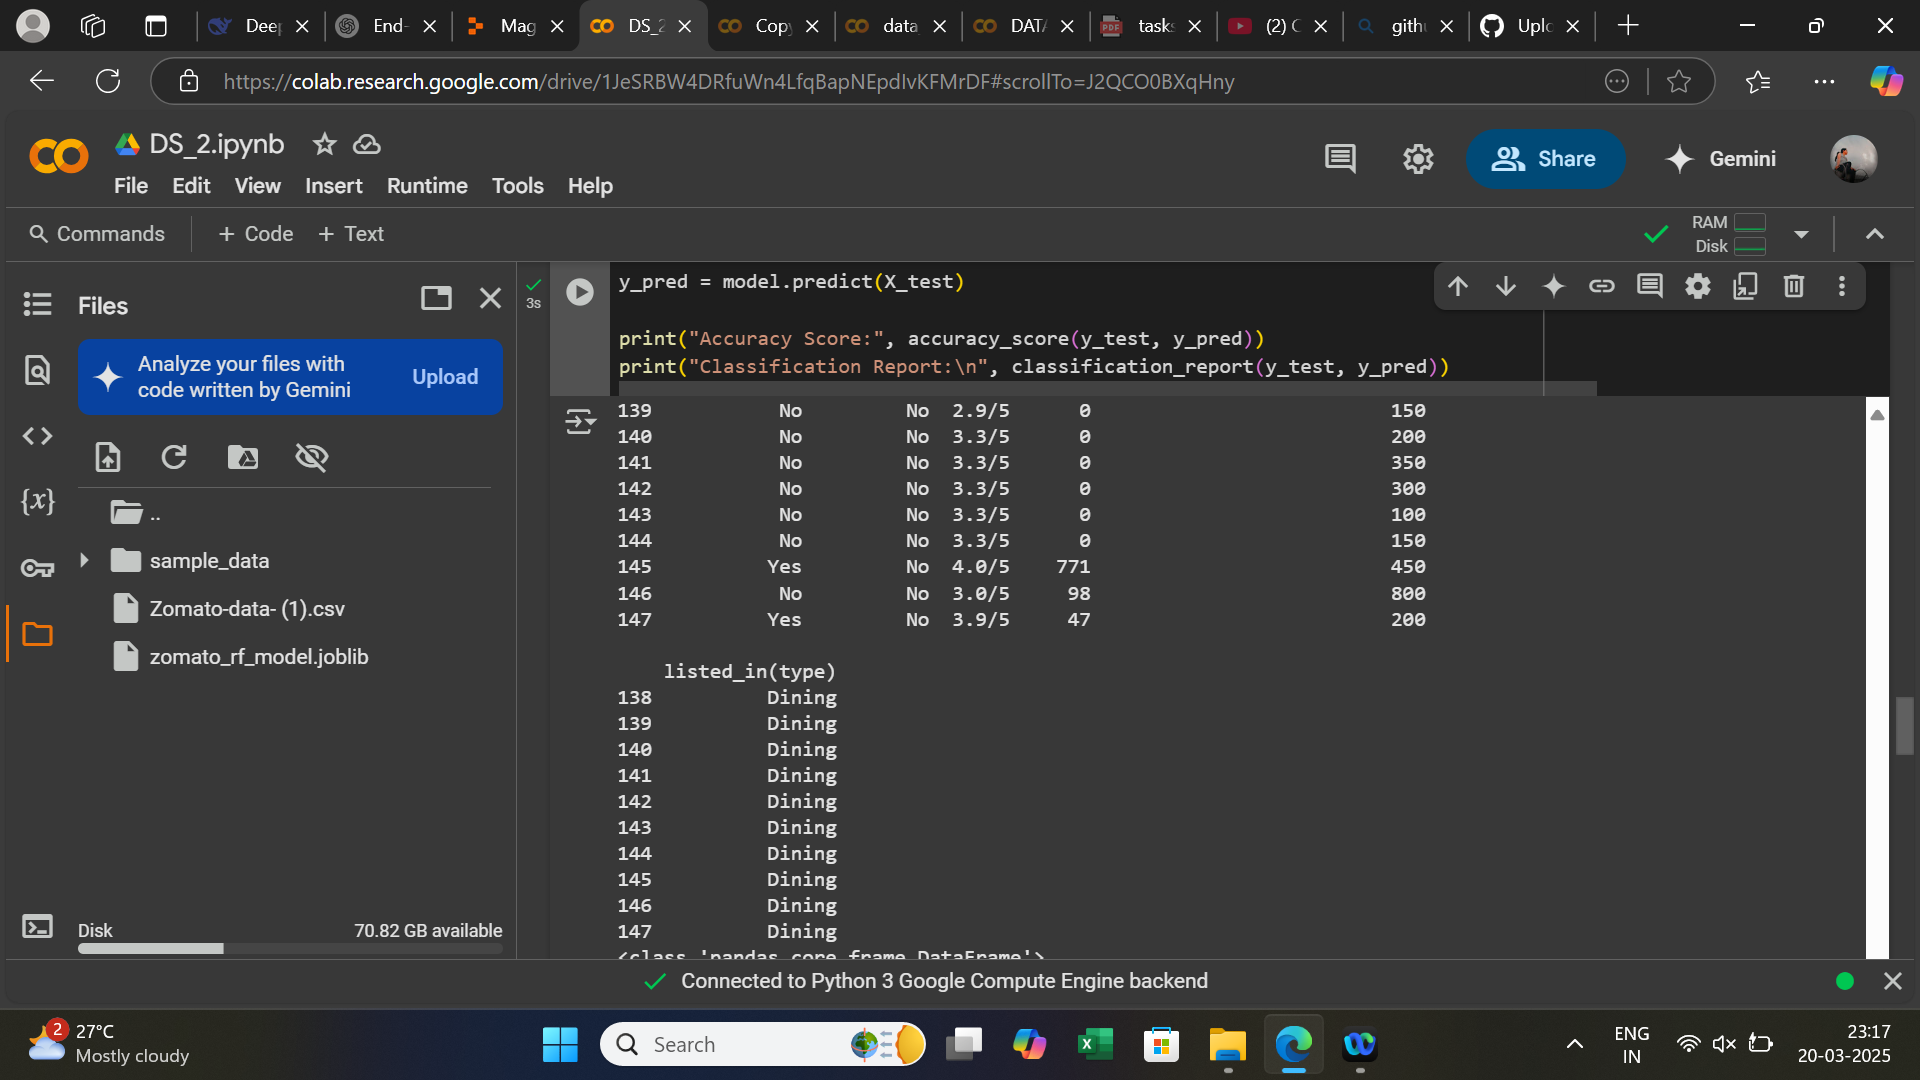 Deep
End-
Mag
DS_2
Copy
data
DATA
tasks
(2) C
gith
Uplo
https://colab.research.google.com/drive/1JeSRBW4DRfuWn4LfqBapNEpdIvKFMrDF#scrollTo=J2QCO0BXqHny
DS_2.ipynb
File Edit View Insert Runtime Tools Help
Share
Gemini
Commands + Code + Text
RAM
Disk
Files
Analyze your files with
code written by Gemini
Upload
..
sample_data
Zomato-data- (1).csv
zomato_rf_model.joblib
Disk 70.82 GB available
3s
y_pred = model.predict(X_test)
print("Accuracy Score:", accuracy_score(y_test, y_pred))
print("Classification Report:\n", classification_report(y_test, y_pred))
139 No No 2.9/5 0 150
140 No No 3.3/5 0 200
141 No No 3.3/5 0 350
142 No No 3.3/5 0 300
143 No No 3.3/5 0 100
144 No No 3.3/5 0 150
145 Yes No 4.0/5 771 450
146 No No 3.0/5 98 800
147 Yes No 3.9/5 47 200
listed_in(type)
138 Dining
139 Dining
140 Dining
141 Dining
142 Dining
143 Dining
144 Dining
145 Dining
146 Dining
147 Dining
<class 'pandas.core.frame.DataFrame'>
Connected to Python 3 Google Compute Engine backend
2
27°C
Mostly cloudy
Search
ENG
IN
23:17
20-03-2025